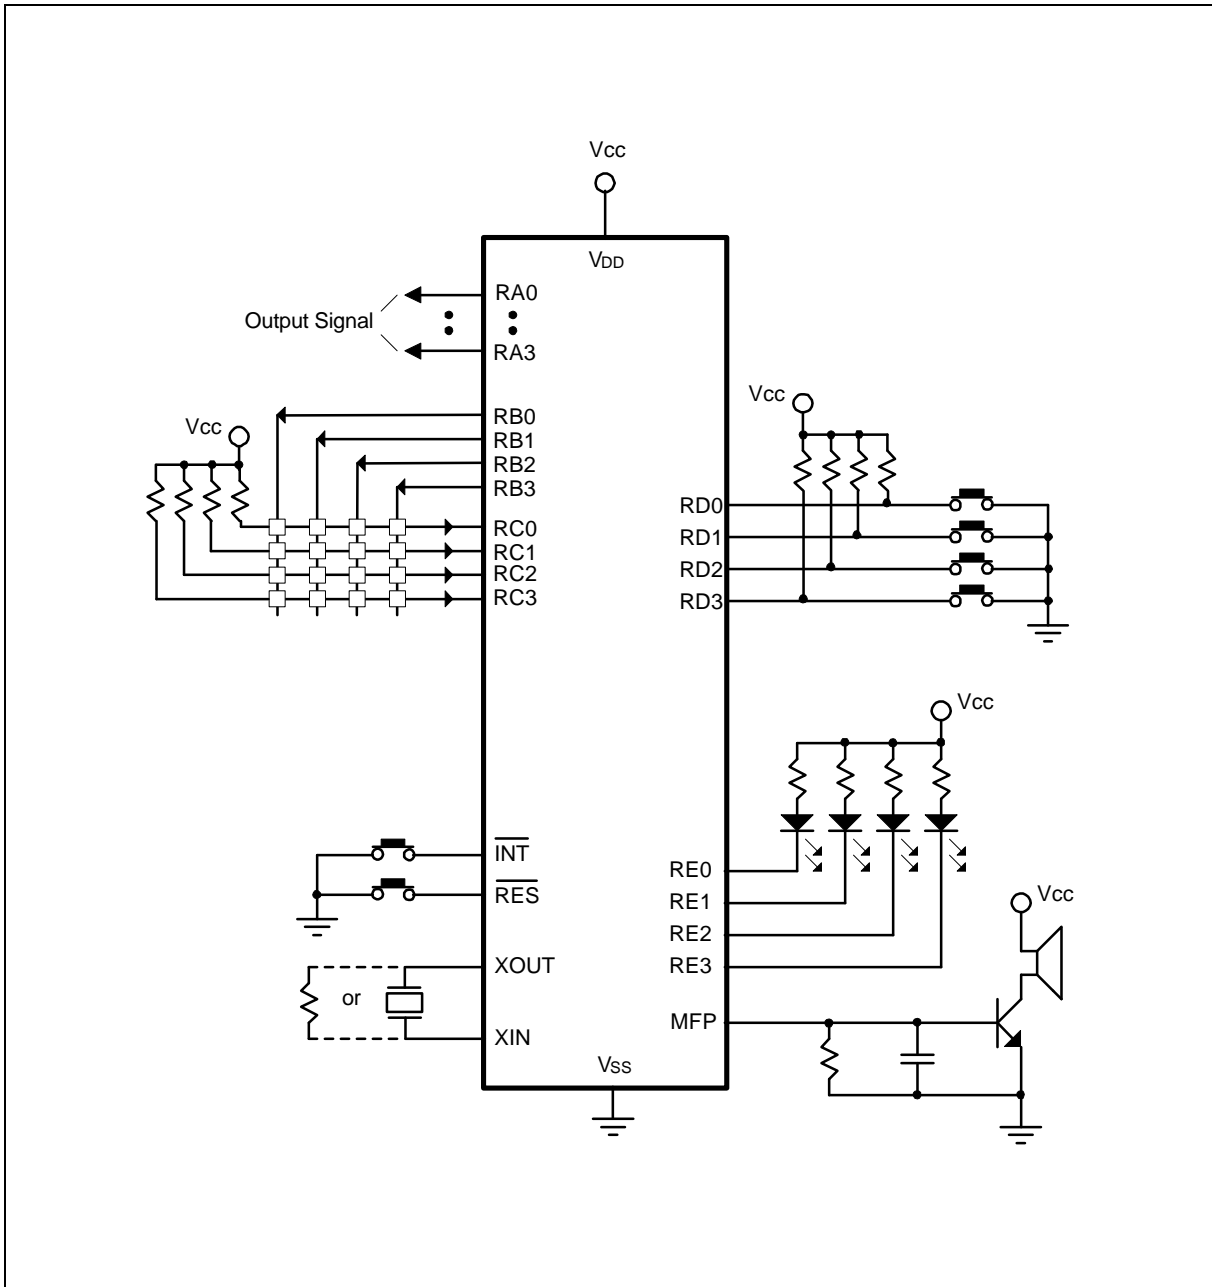 Vcc
VDD
RA0
Output Signal
RA3
RB0
RB1
RB2
RB3
Vcc
RC0
RC1
RC2
RC3
Vcc
RD0
RD1
RD2
RD3
Vcc
INT
RES
RE0
RE1
RE2
RE3
Vcc
XOUT
or
XIN
MFP
VSS